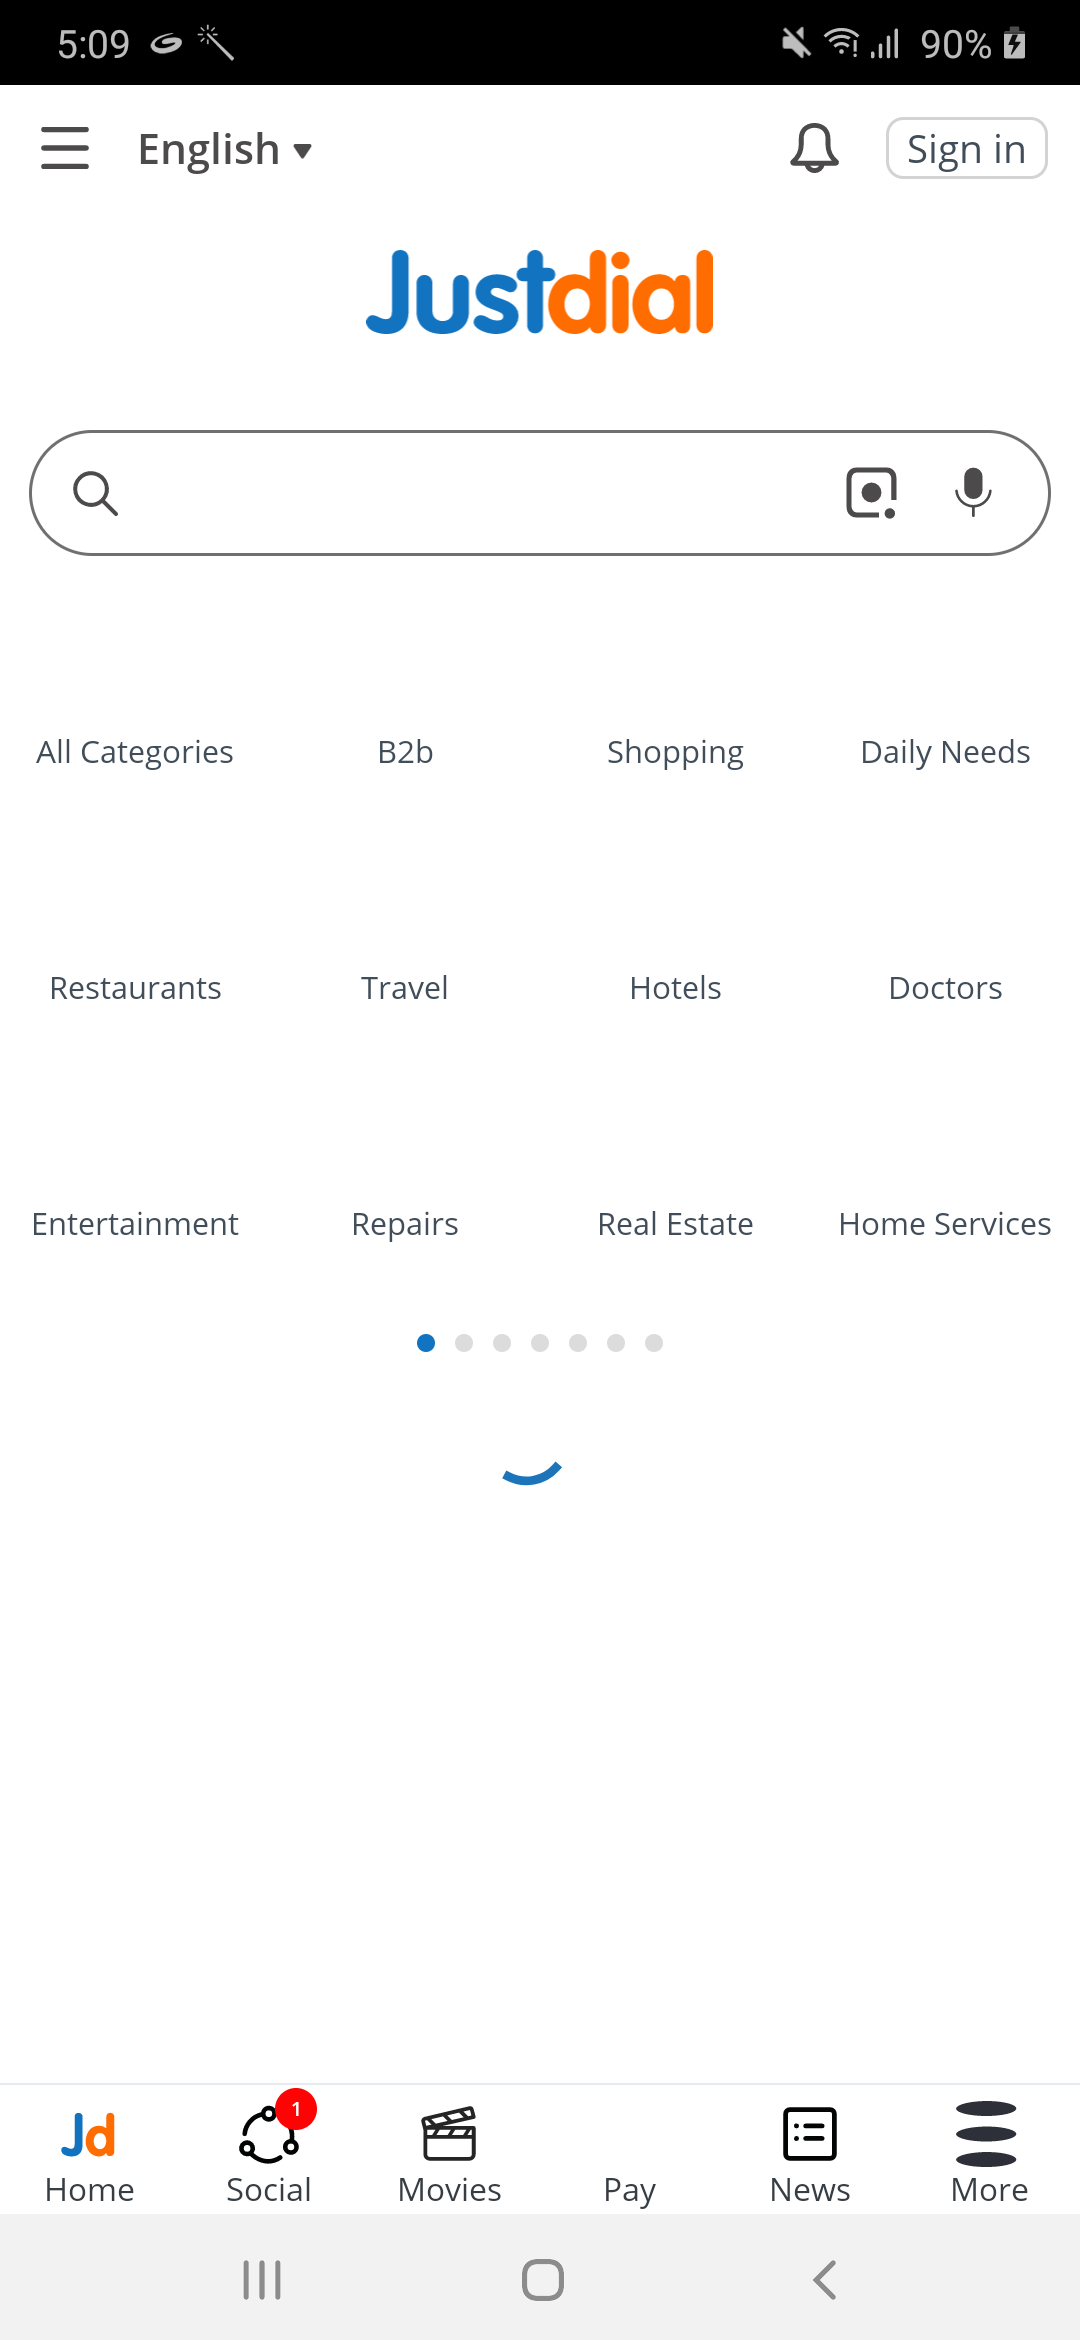 5:09 90%
English Sign in
Justdial
All Categories B2b Shopping Daily Needs
Restaurants Travel Hotels Doctors
Entertainment Repairs Real Estate Home Services
1
Jd
Home Social Movies Pay News More